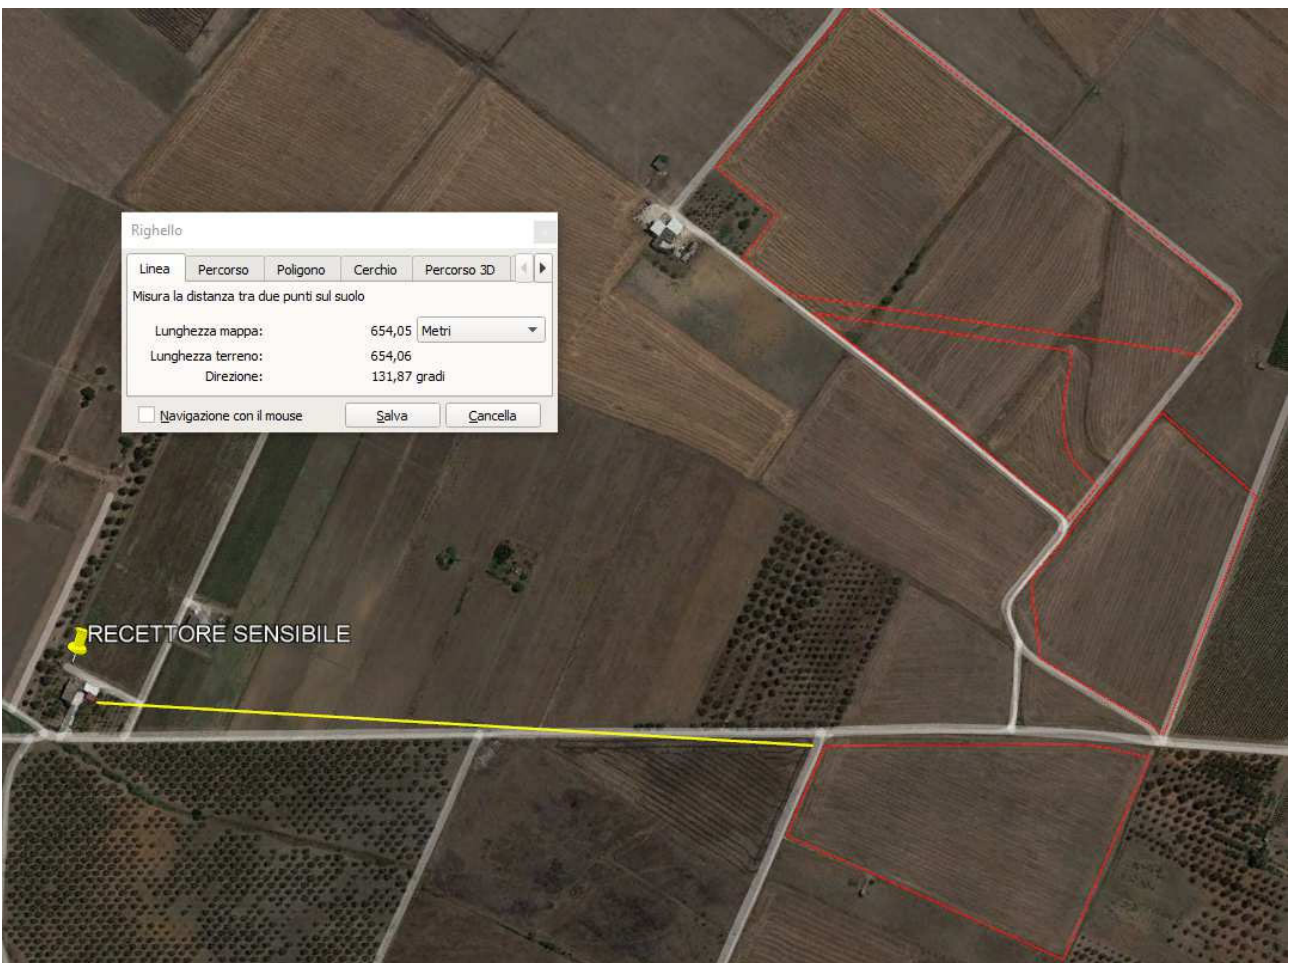 Righello
Linea Percorso Poligono Cerchio Percorso 3D
Misura la distanza tra due punti sul suolo
Lunghezza mappa: 654,05 Metri
Lunghezza terreno: 654,06
Direzione: 131,87 gradi
Navigazione con il mouse Salva Cancella
RECETTORE SENSIBILE